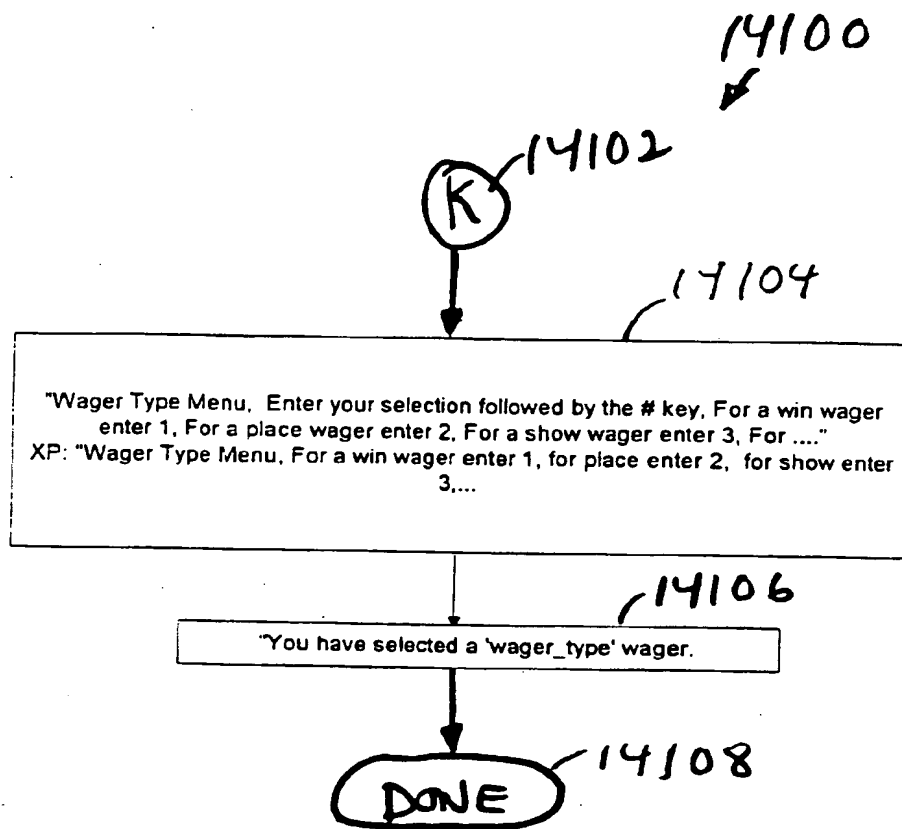 14100
14102
K
14104
"Wager Type Menu, Enter your selection followed by the # key, For a win wager
enter 1, For a place wager enter 2, For a show wager enter 3, For ...."
XP: "Wager Type Menu, For a win wager enter 1, for place enter 2, for show enter
3,...
14106
"You have selected a 'wager_type' wager.
14108
DONE